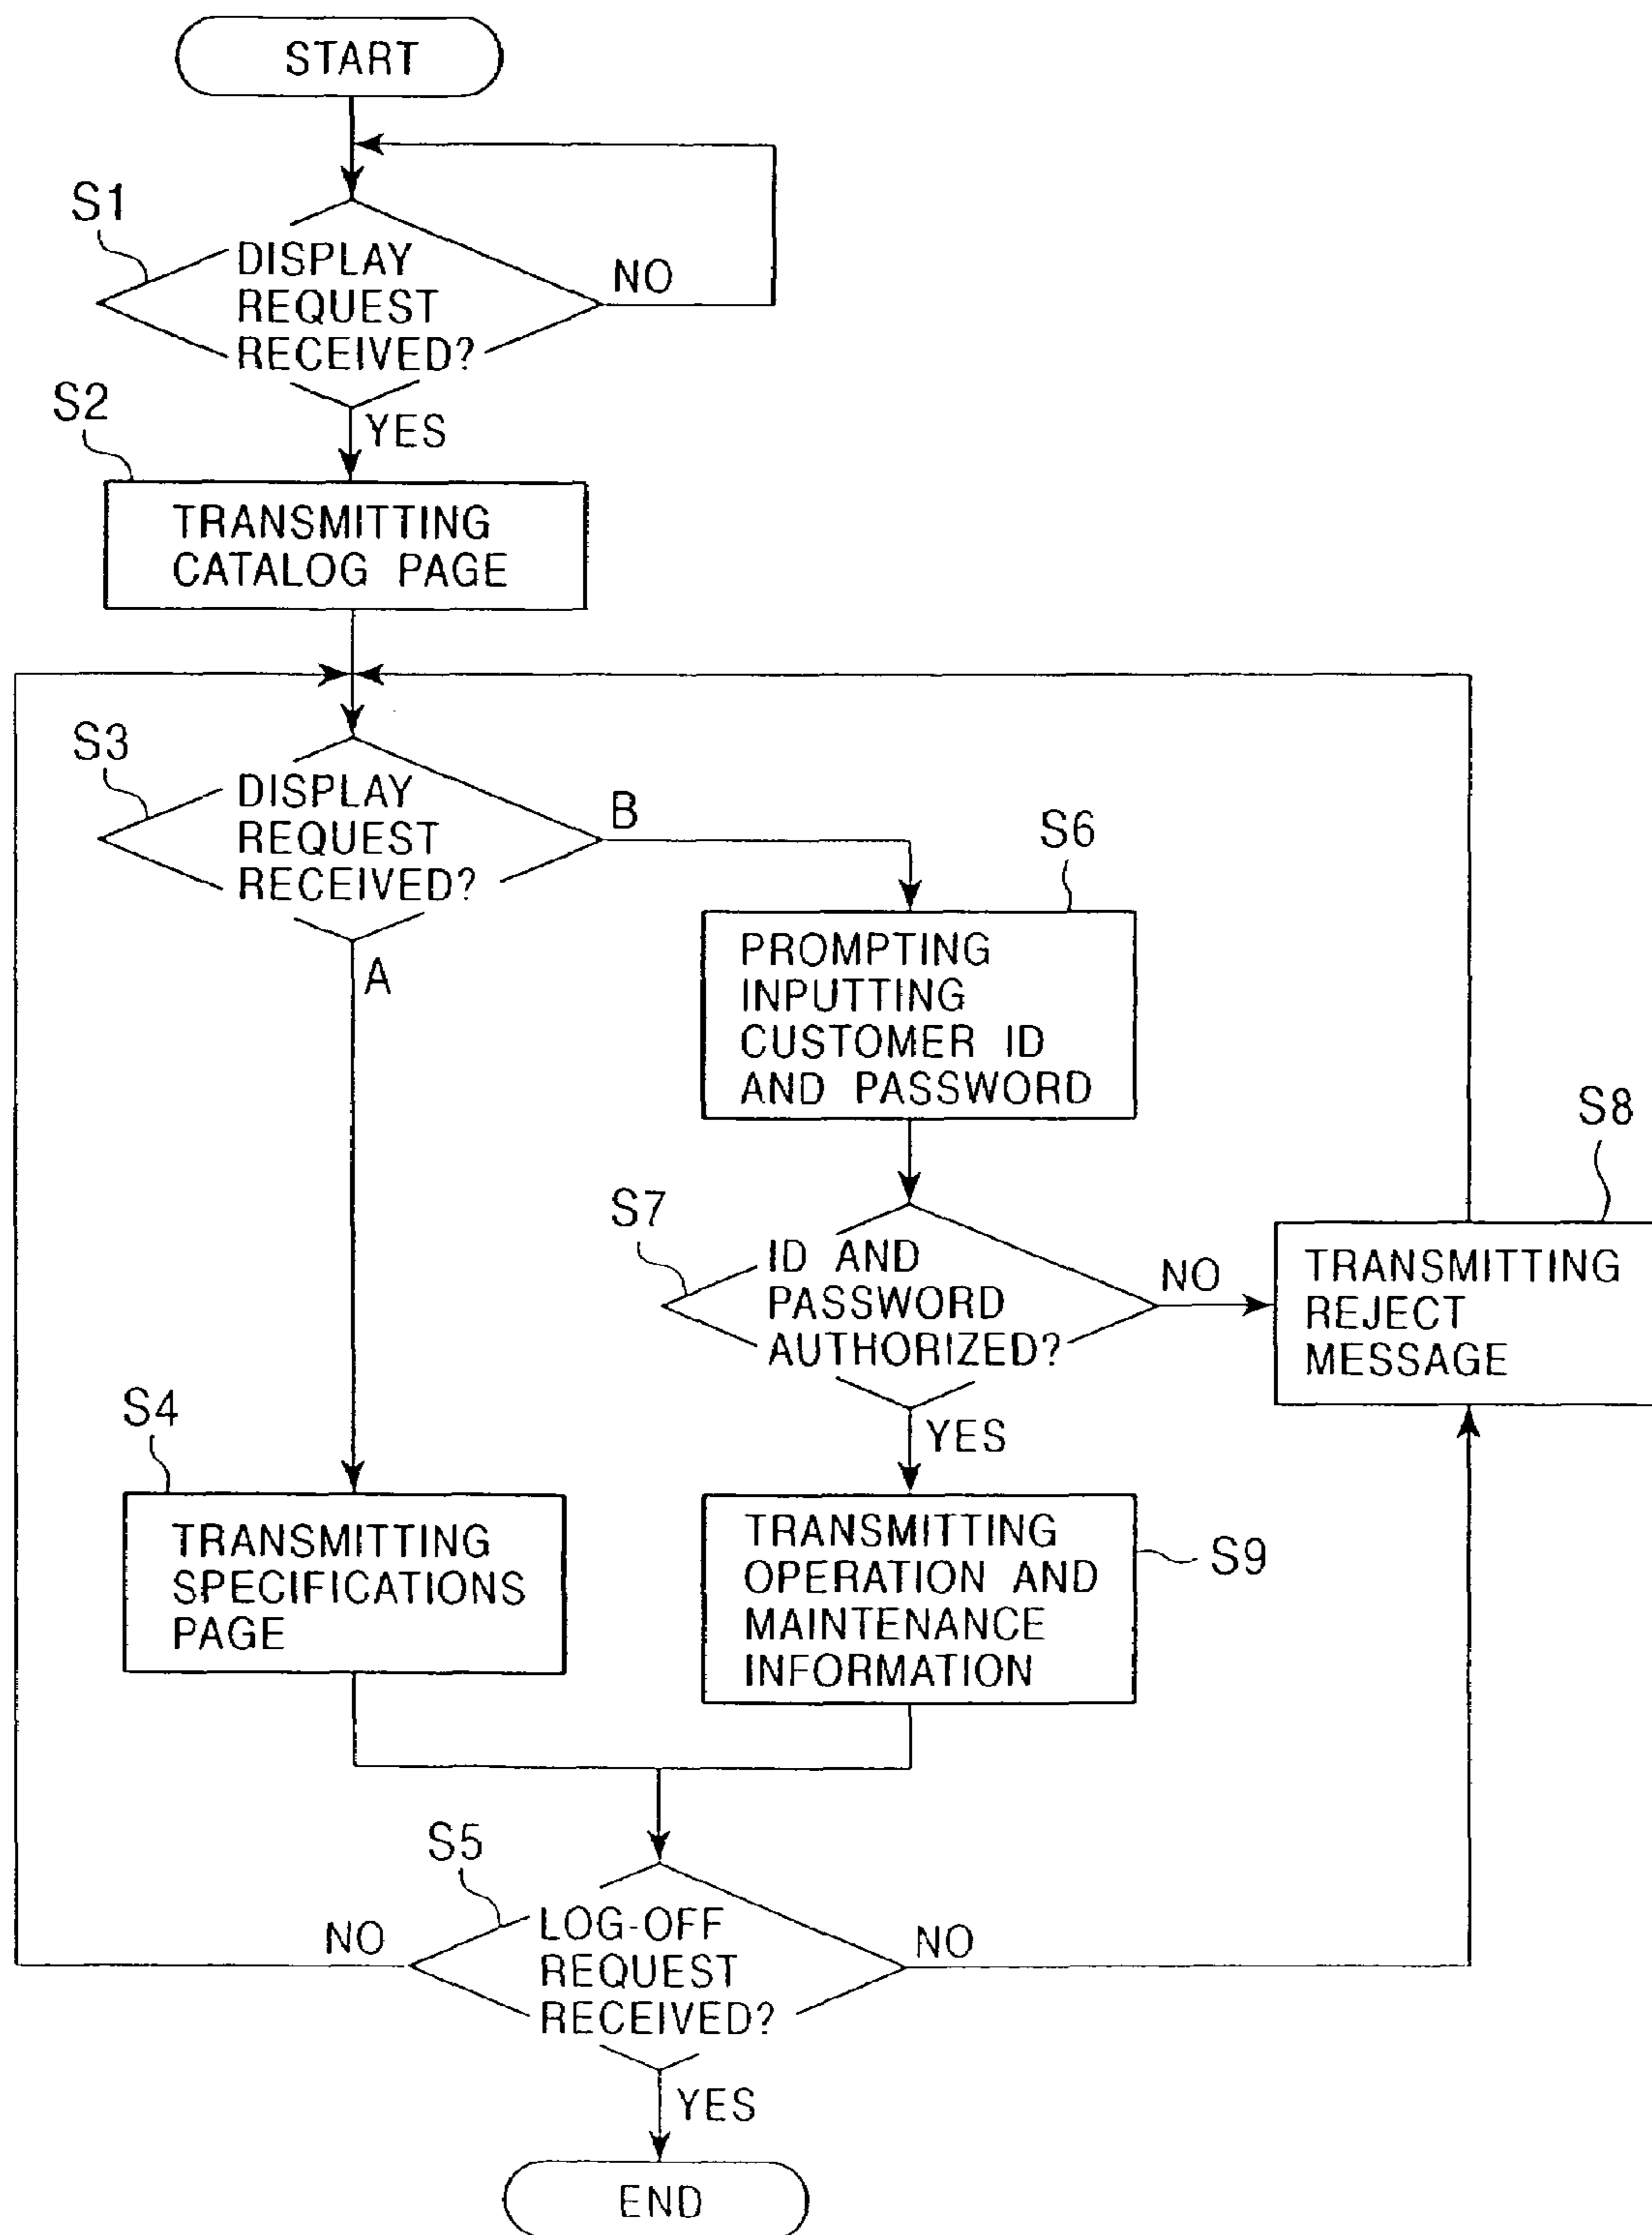 START
S1
DISPLAY
REQUEST
RECEIVED?
NO
YES
S2
TRANSMITTING
CATALOG PAGE
S3
DISPLAY
REQUEST
RECEIVED?
B
A
S6
PROMPTING
INPUTTING
CUSTOMER ID
AND PASSWORD
S7
ID AND
PASSWORD
AUTHORIZED?
NO
YES
S8
TRANSMITTING
REJECT
MESSAGE
S4
TRANSMITTING
SPECIFICATIONS
PAGE
TRANSMITTING
OPERATION AND
MAINTENANCE
INFORMATION
S9
S5
LOG-OFF
REQUEST
RECEIVED?
NO
NO
YES
END